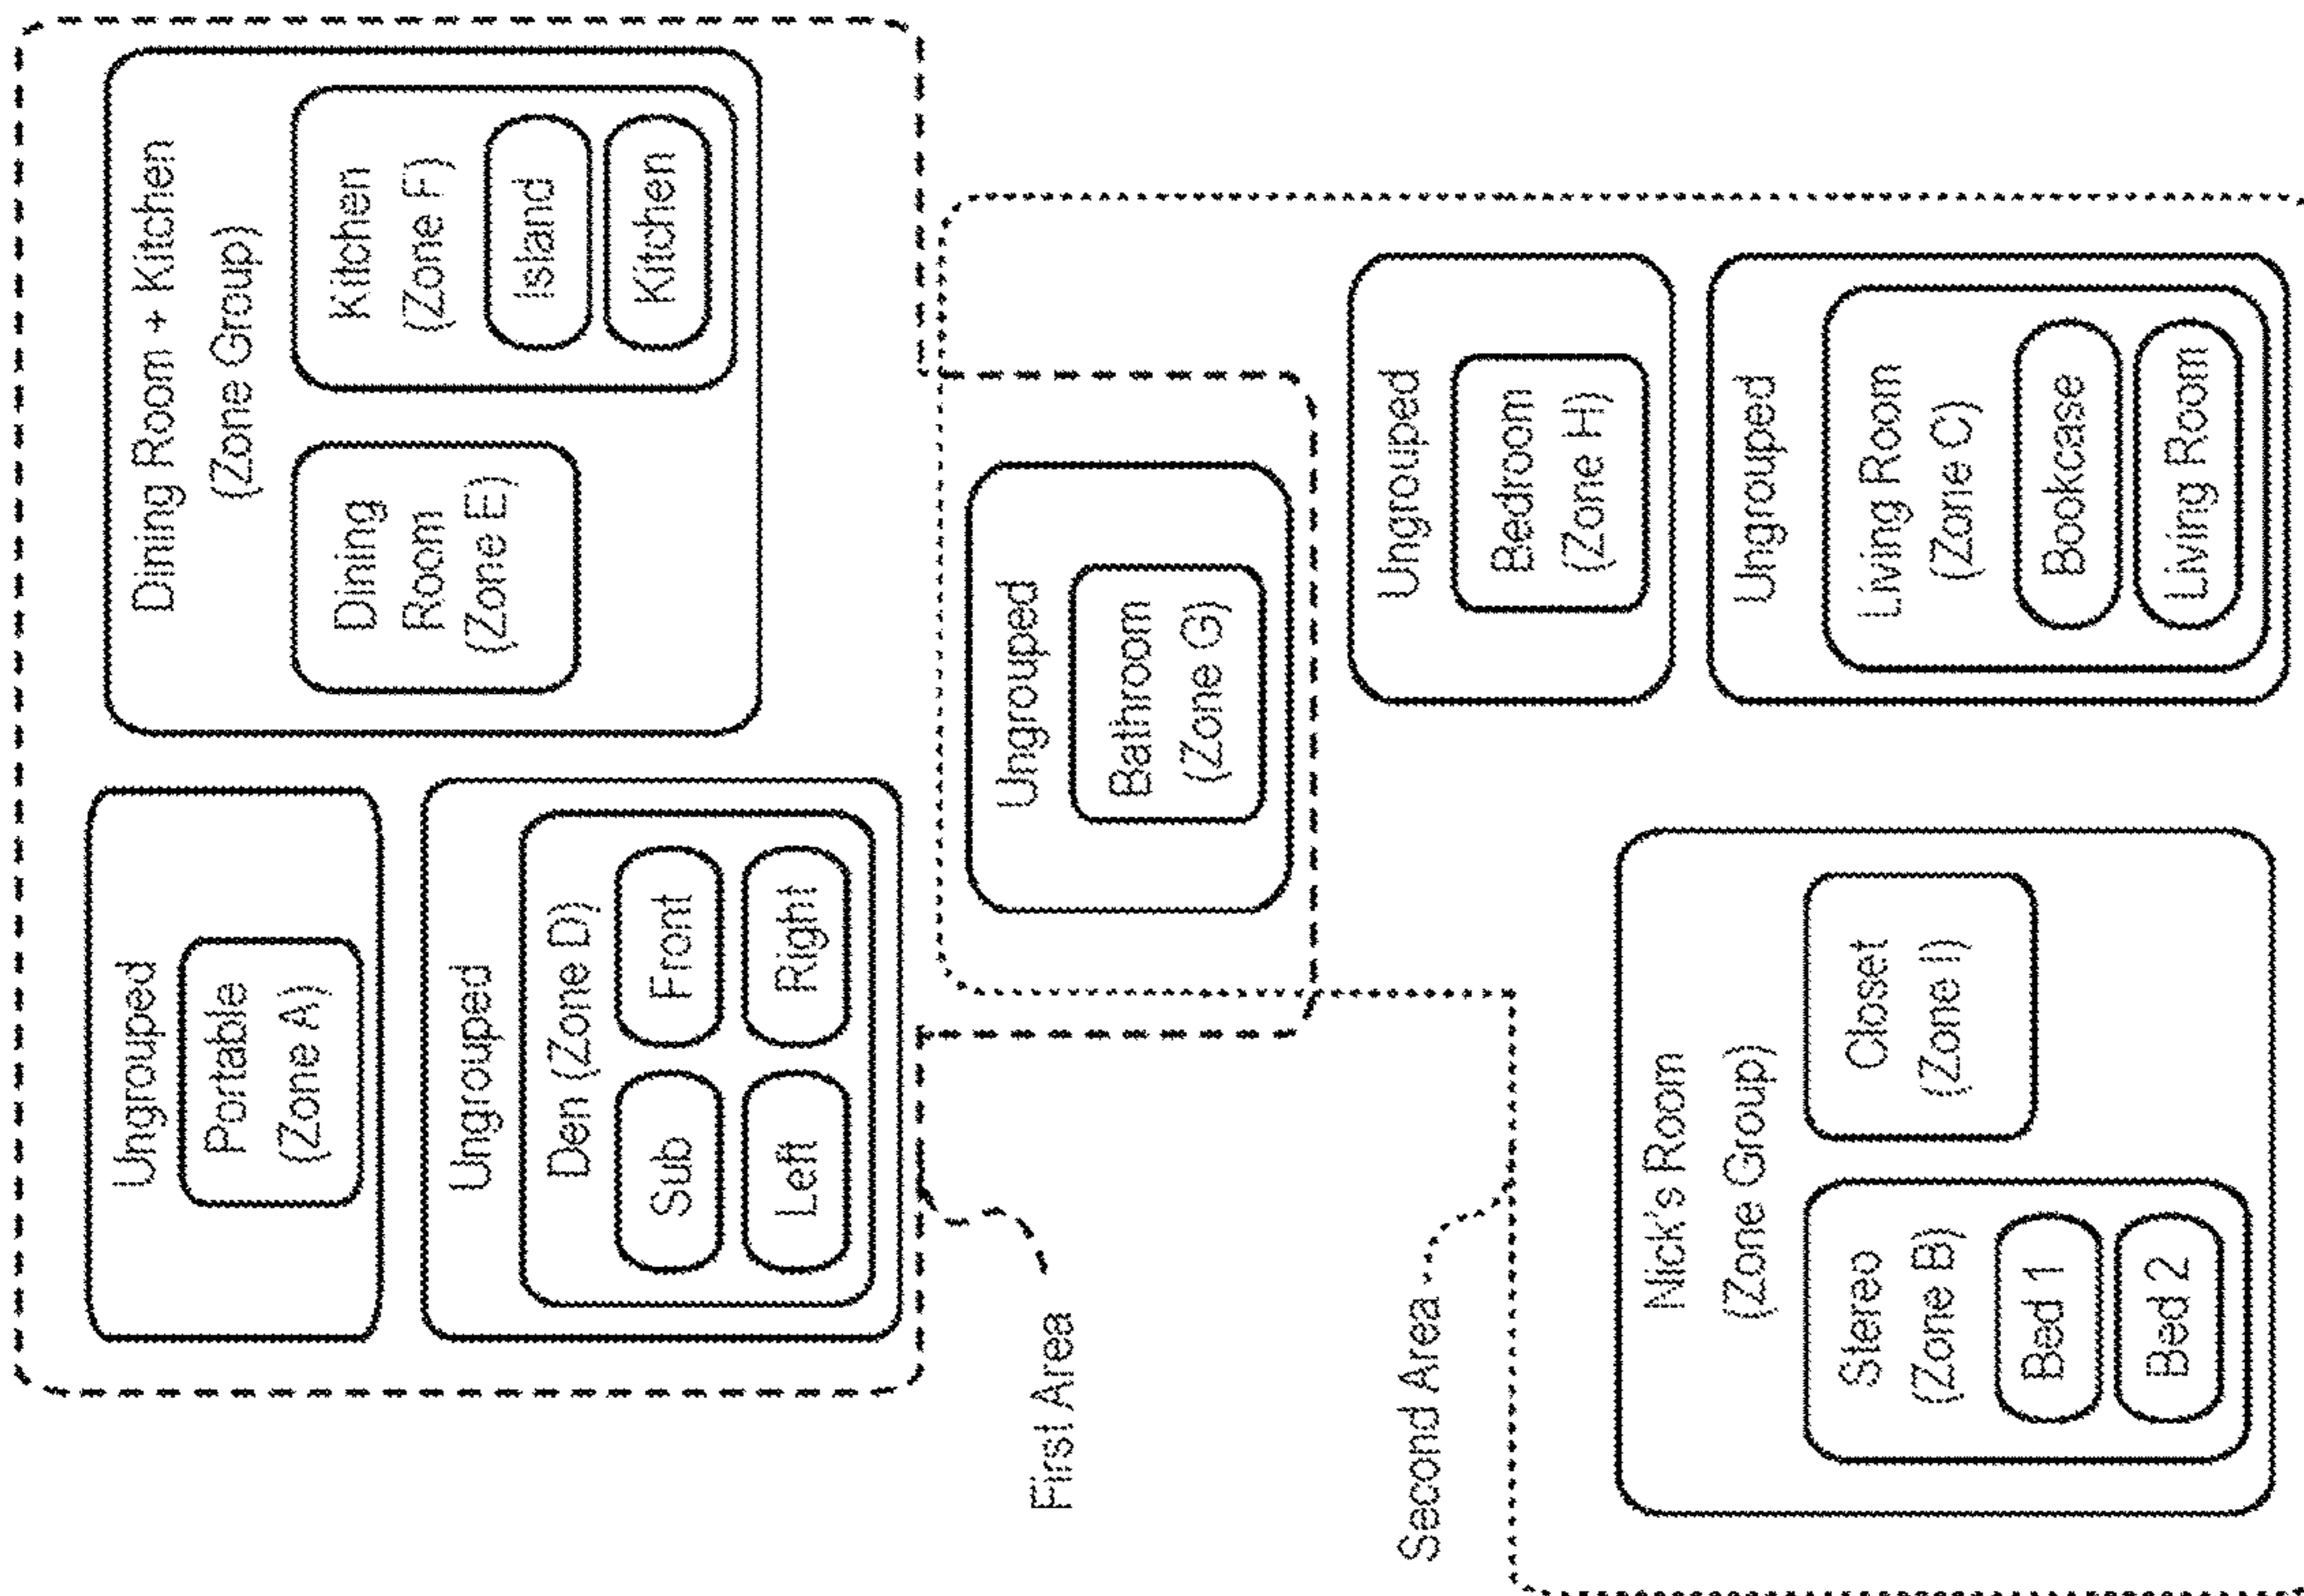 Ungrouped
Portable
(Zone A)
Dining Room + Kitchen
(Zone Group)
Dining
Room
(Zone E)
Kitchen
(Zone F)
Island
Kitchen
Ungrouped
Den (Zone D)
Sub
Front
Left
Right
First Area
Ungrouped
Bathroom
(Zone G)
Second Area
Ungrouped
Bedroom
(Zone H)
Nick's Room
(Zone Group)
Stereo
(Zone B)
Bed 1
Bed 2
Closet
(Zone I)
Ungrouped
Living Room
(Zone C)
Bookcase
Living Room